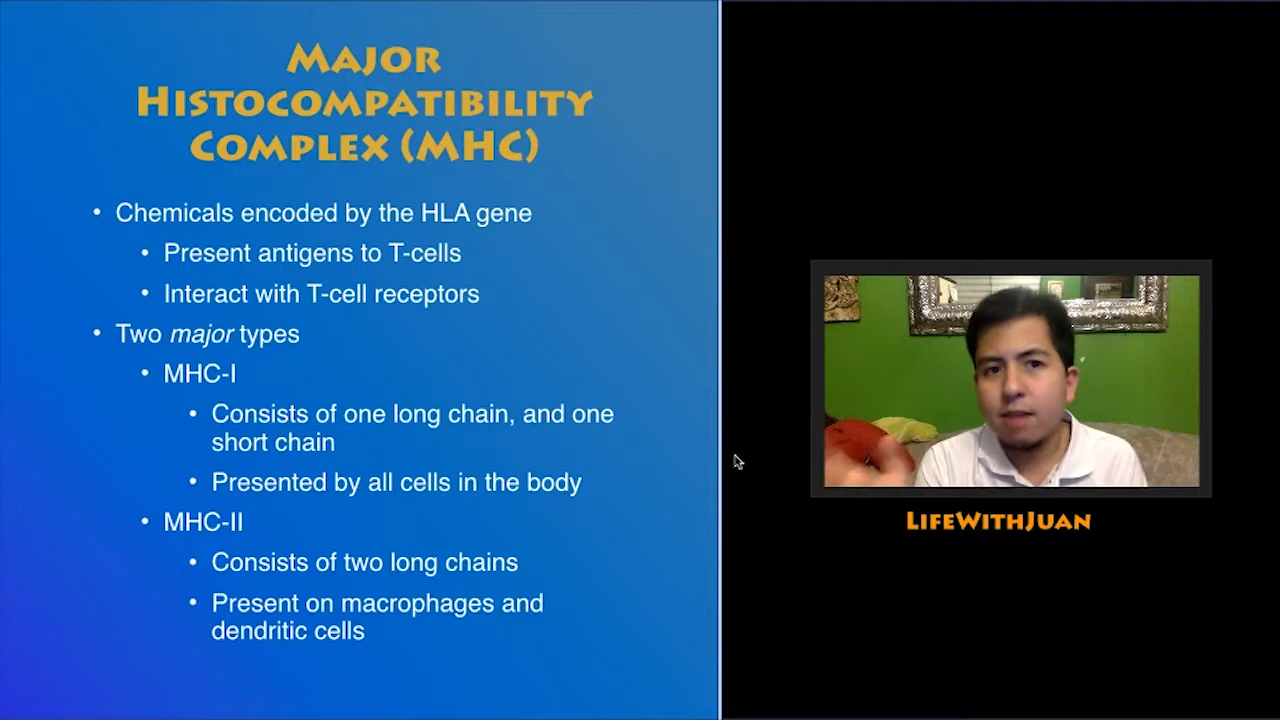 MAJOR
HISTOCOMPATIBILITY
COMPLEX (MHC)
• Chemicals encoded by the HLA gene
• Present antigens to T-cells
• Interact with T-cell receptors
• Two major types
• MHC-I
• Consists of one long chain, and one
short chain
• Presented by all cells in the body
• MHC-II
• Consists of two long chains
• Present on macrophages and
dendritic cells
LIFEWITHJUAN